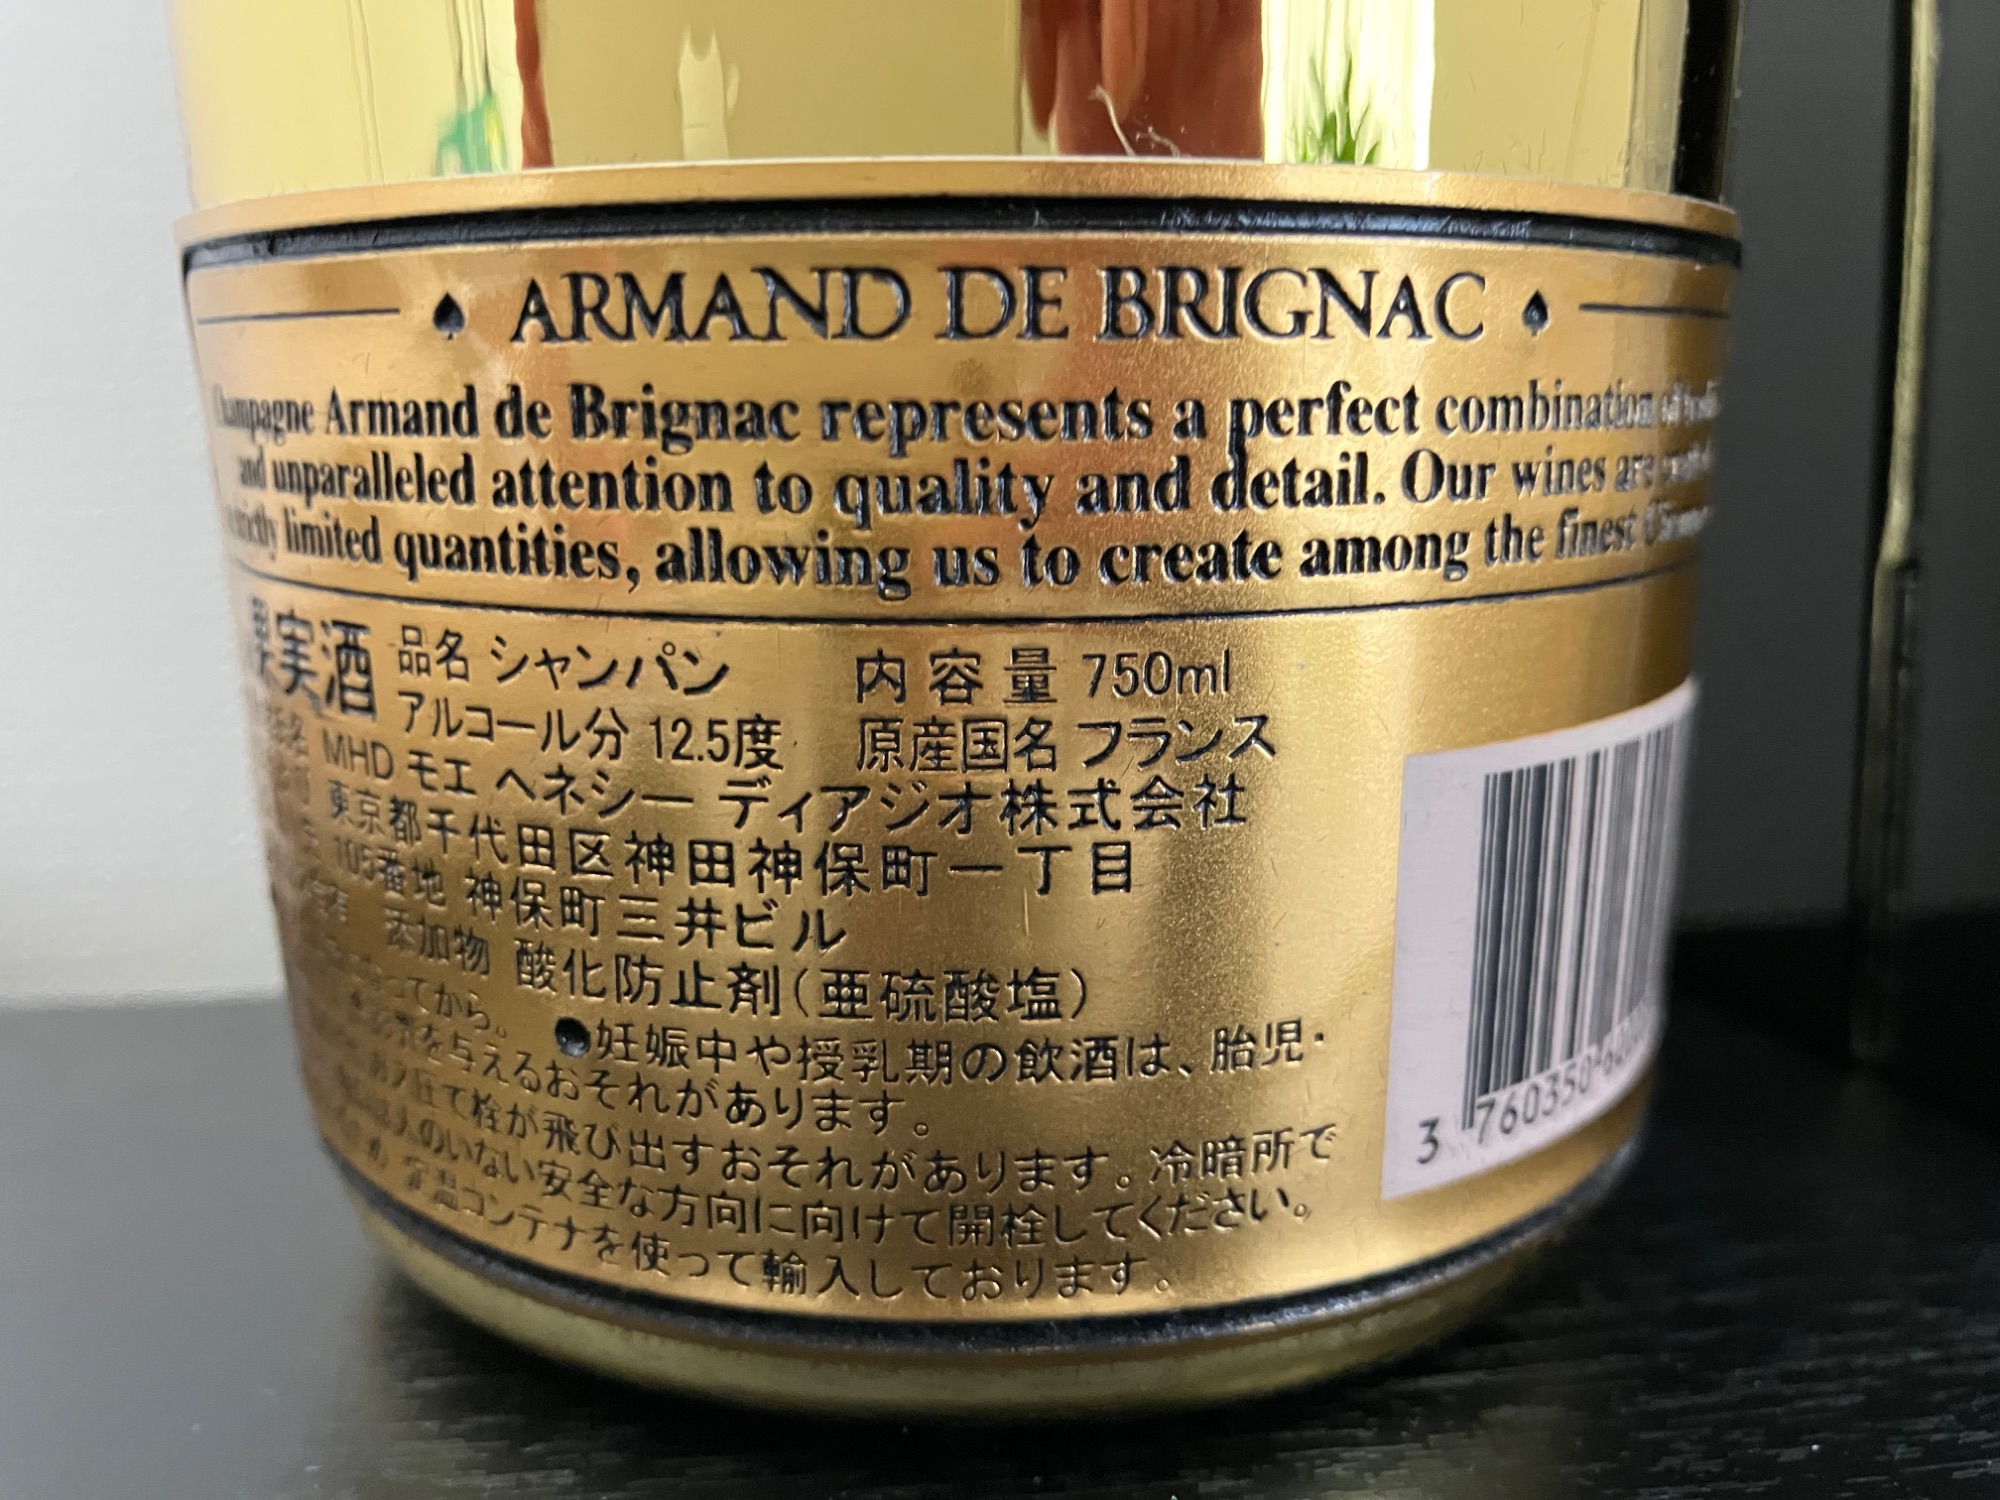 ARMAND DE BRIGNAC
Champagne Armand de Brignac represents a perfect combination of
and unparalleled attention to quality and detail. Our wines are
strictly limited quantities, allowing us to create among the finest
果実酒 品名 シャンパン 内容量 750ml
アルコール分 12.5度 原産国名 フランス
MHD モエ ヘネシー ディアジオ株式会社
東京都千代田区神田神保町一丁目
105番地 神保町三井ビル
添加物 酸化防止剤(亜硫酸塩)
なってから。 ●妊娠中や授乳期の飲酒は、胎児・
を与えるおそれがあります。
て栓が飛び出すおそれがあります。冷暗所で
人のいない安全な方向に向けて開栓してください。
定温コンテナを使って輸入しております。
3 760350